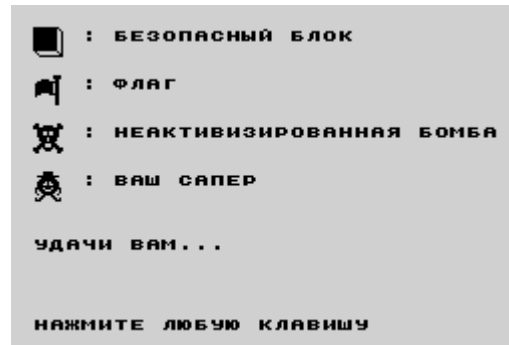 : БЕЗОПАСНЫЙ БЛОК
: ФЛАГ
: НЕАКТИВИЗИРОВАННАЯ БОМБА
: ВАШ САПЕР
УДАЧИ ВАМ...
НАЖМИТЕ ЛЮБУЮ КЛАВИШУ